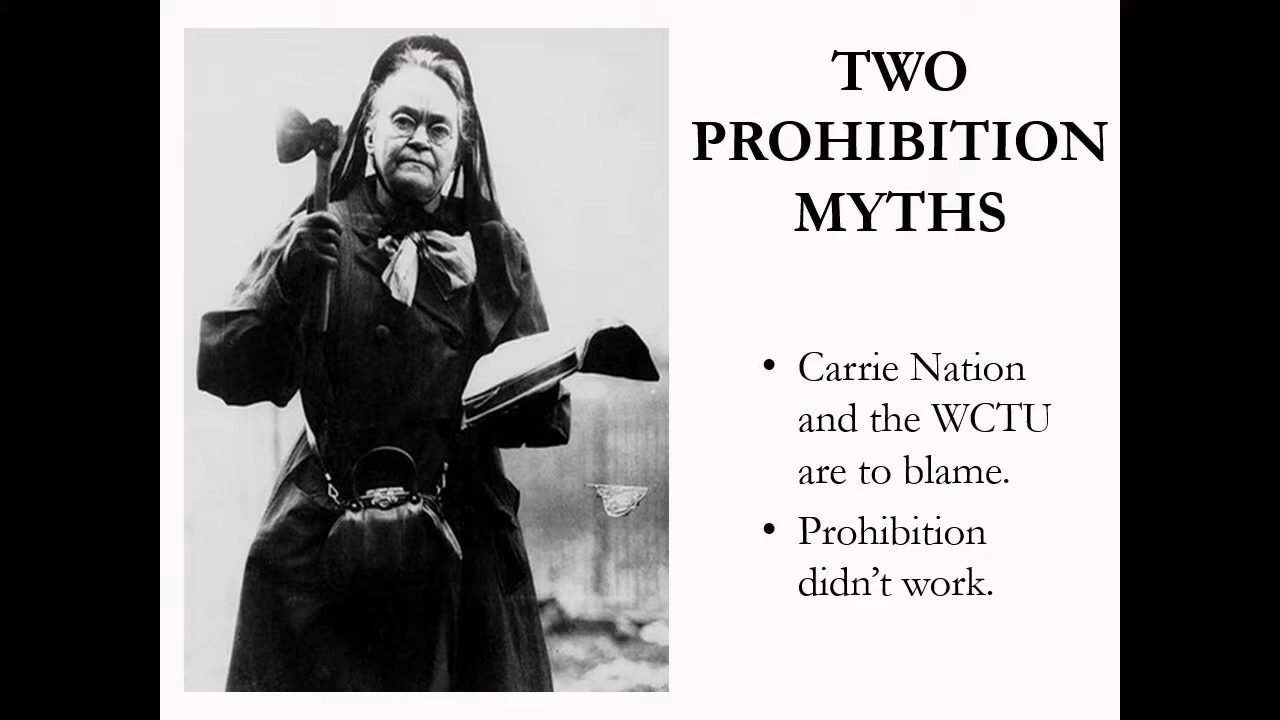 TWO
PROHIBITION
MYTHS
• Carrie Nation
and the WCTU
are to blame.
• Prohibition
didn’t work.